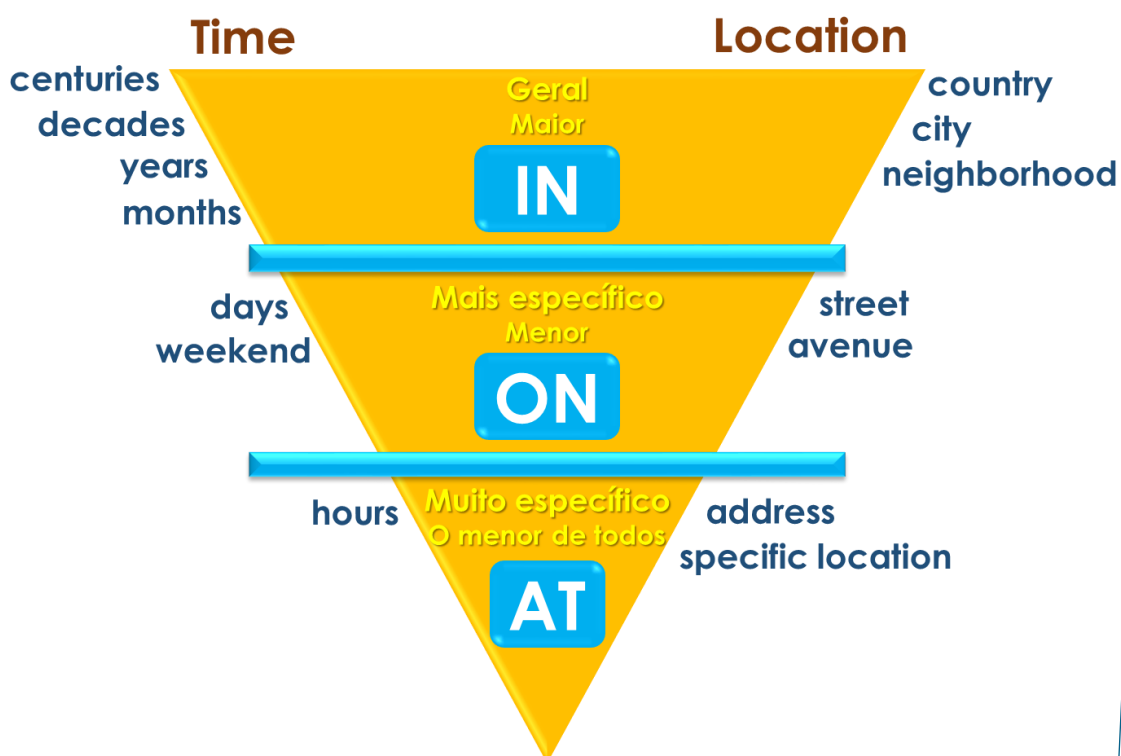 Time
Location
centuries
decades
years
months
Geral
Maior
IN
country
city
neighborhood
days
weekend
Mais específico
Menor
ON
street
avenue
hours
Muito específico
O menor de todos
AT
address
specific location